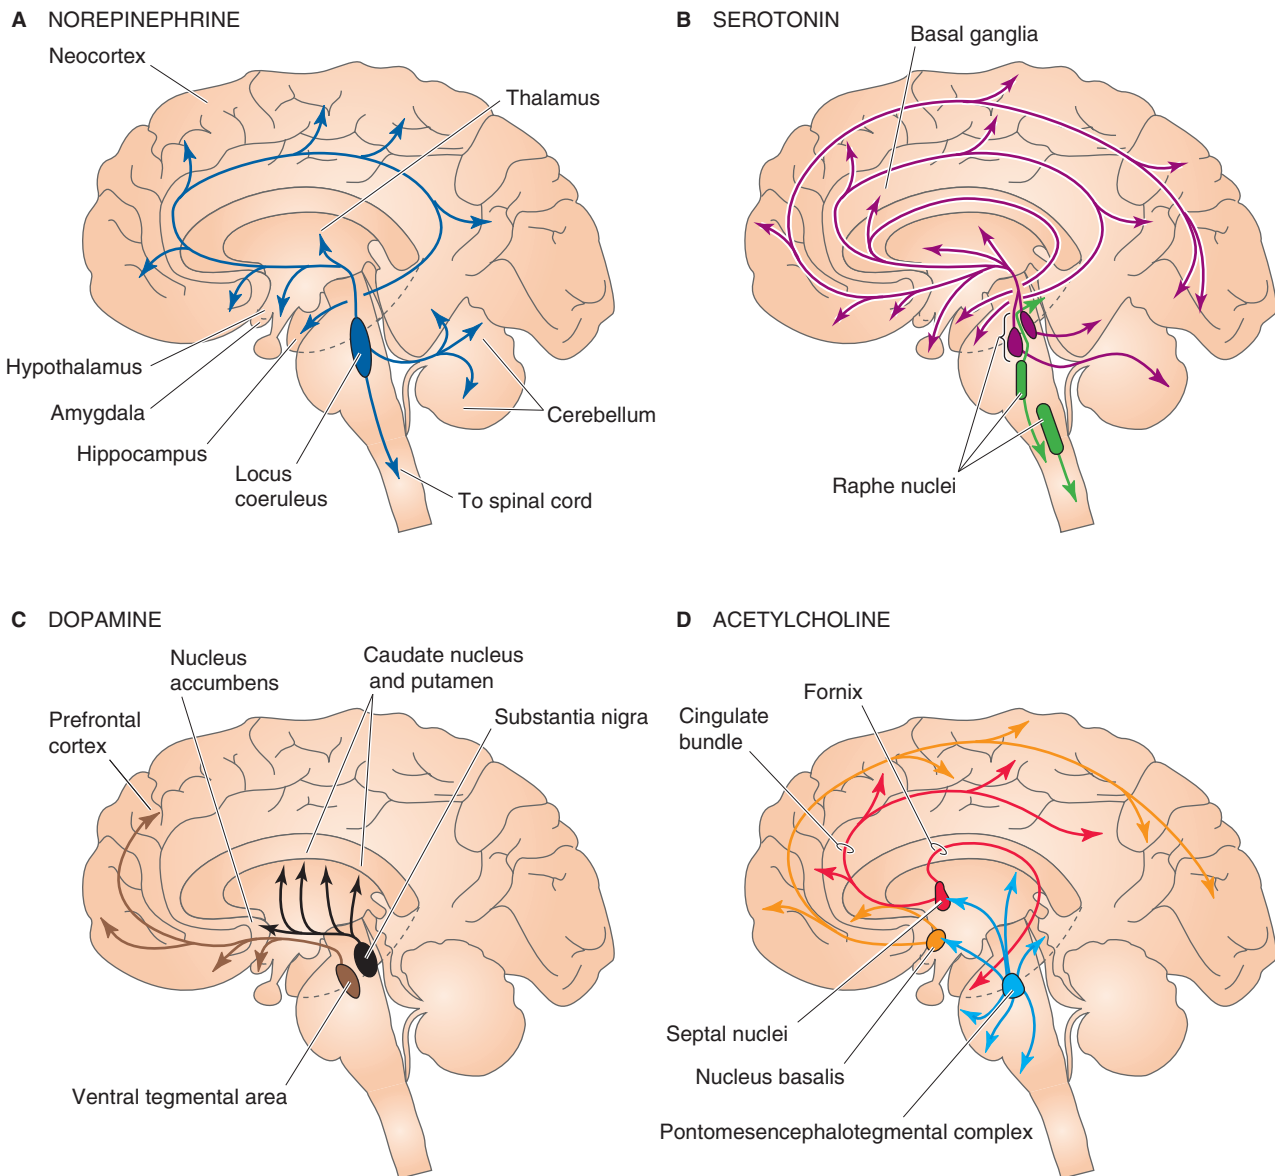 A NOREPINEPHRINE
Neocortex
Thalamus
Hypothalamus
Amygdala
Hippocampus
Locus
coeruleus
Cerebellum
To spinal cord
B SEROTONIN
Basal ganglia
Raphe nuclei
C DOPAMINE
Nucleus
accumbens
Caudate nucleus
and putamen
Prefrontal
cortex
Substantia nigra
Ventral tegmental area
D ACETYLCHOLINE
Fornix
Cingulate
bundle
Septal nuclei
Nucleus basalis
Pontomesencephalotegmental complex